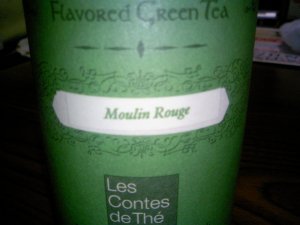 Flavored Green Tea
Moulin Rouge
Les
Contes
de Thé